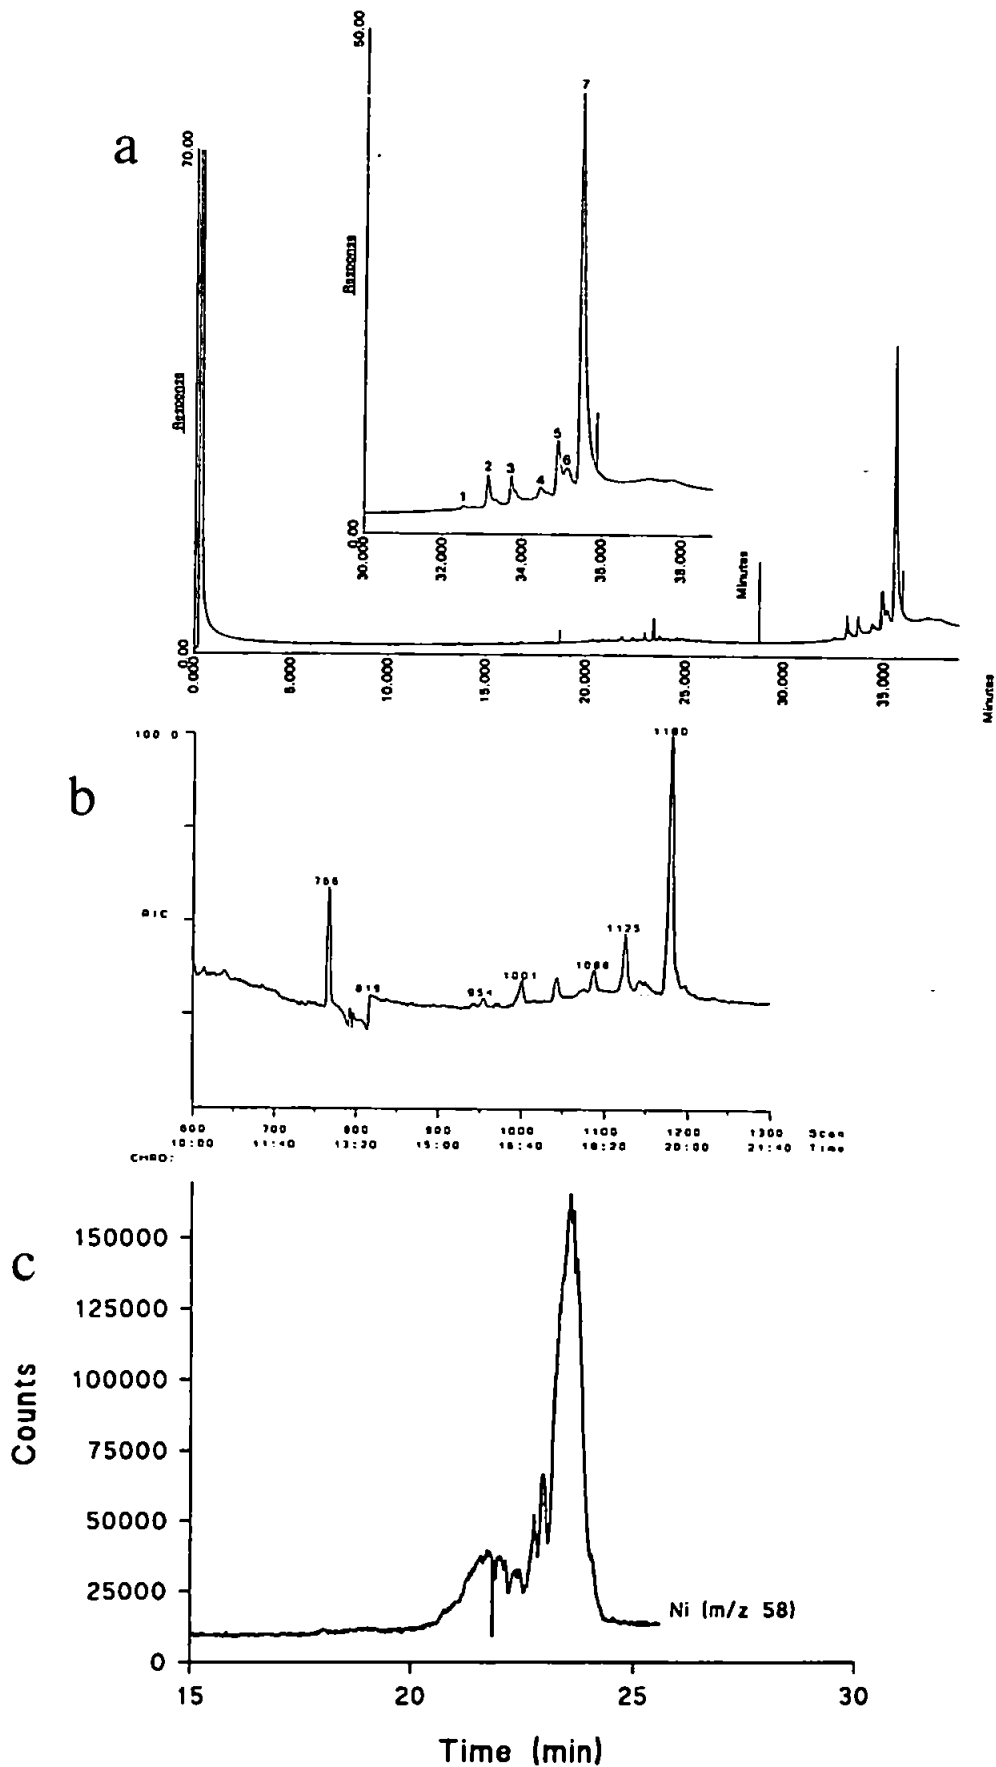 a
50.00
Response
7
5
6
2
3
4
1
0.00
30.000
32.000
34.000
36.000
38.000
Minutes
70.00
Response
0.00
0.000
5.000
10.000
15.000
20.000
25.000
30.000
35.000
Minutes
b
100 0
RIC
766
819
954
1001
1088
1125
1180
600 700 800 900 1000 1100 1200 1300 Scan
10:00 11:40 13:20 15:00 16:40 18:20 20:00 21:40 Time
CHRO:
c
Counts
150000
125000
100000
75000
50000
25000
0
Ni (m/z 58)
15 20 25 30
Time (min)